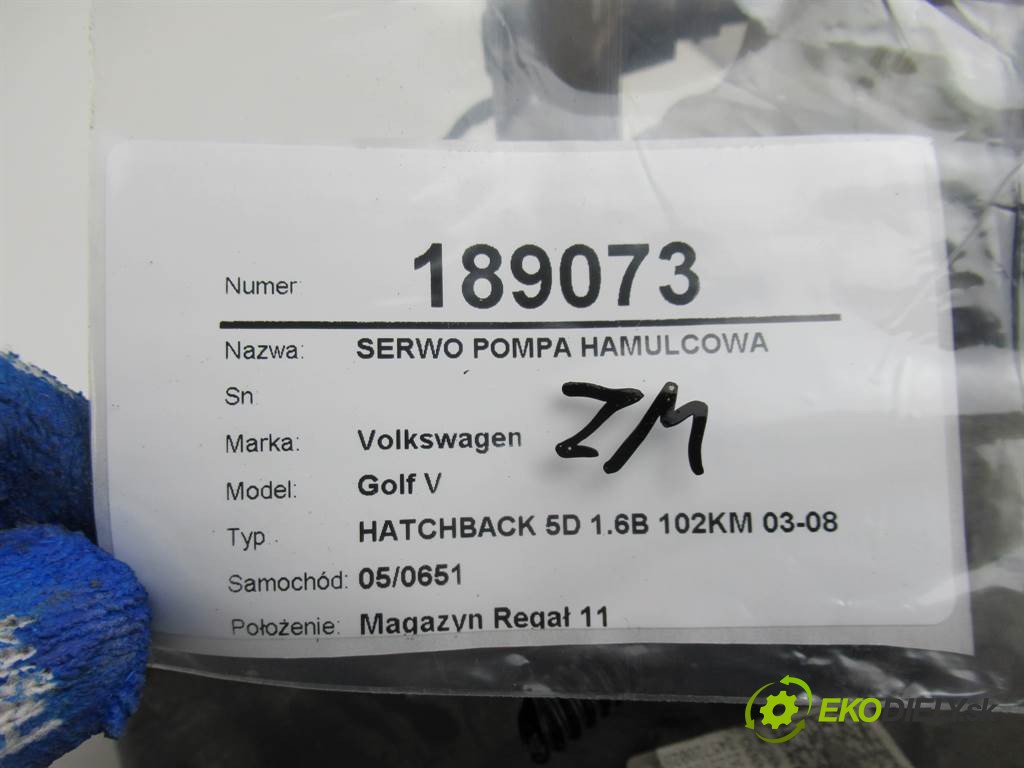 Numer: 189073
Nazwa: SERWO POMPA HAMULCOWA
Sn
Marka: Volkswagen
ZM
Model: Golf V
Typ HATCHBACK 5D 1.6B 102KM 03-08
Samochód: 05/0651
Położenie: Magazyn Regał 11
EKODIELY.sk